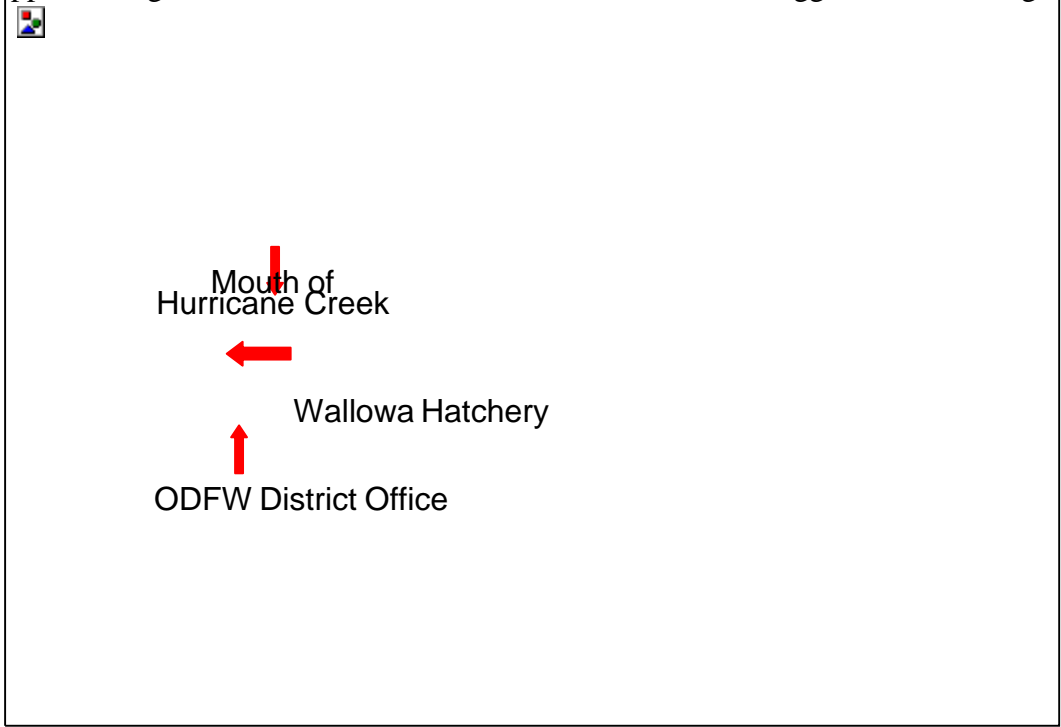 Mouth of
Hurricane Creek
Wallowa Hatchery
ODFW District Office